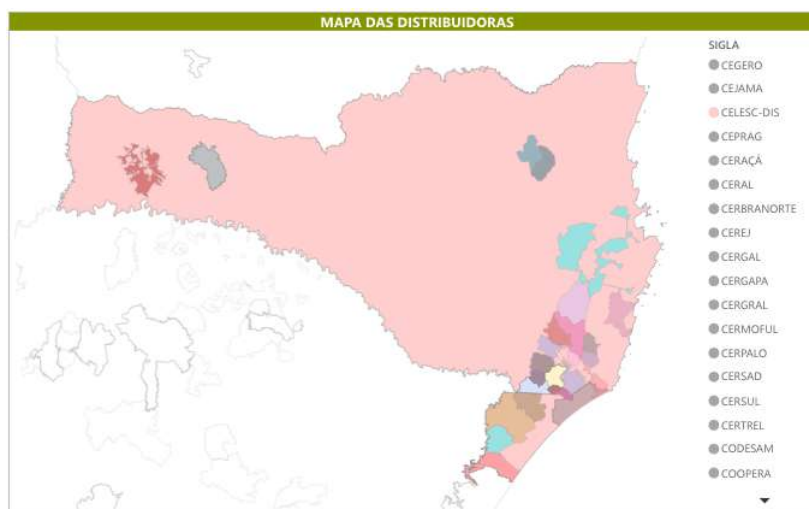 MAPA DAS DISTRIBUIDORAS
SIGLA
CEGERO
CEJAMA
CELESC-DIS
CEPRAG
CERAÇÁ
CERAL
CERBRANORTE
CEREJ
CERGAL
CERGAPA
CERGRAL
CERMOFUL
CERPALO
CERSAD
CERSUL
CERTREL
CODESAM
COOPERA